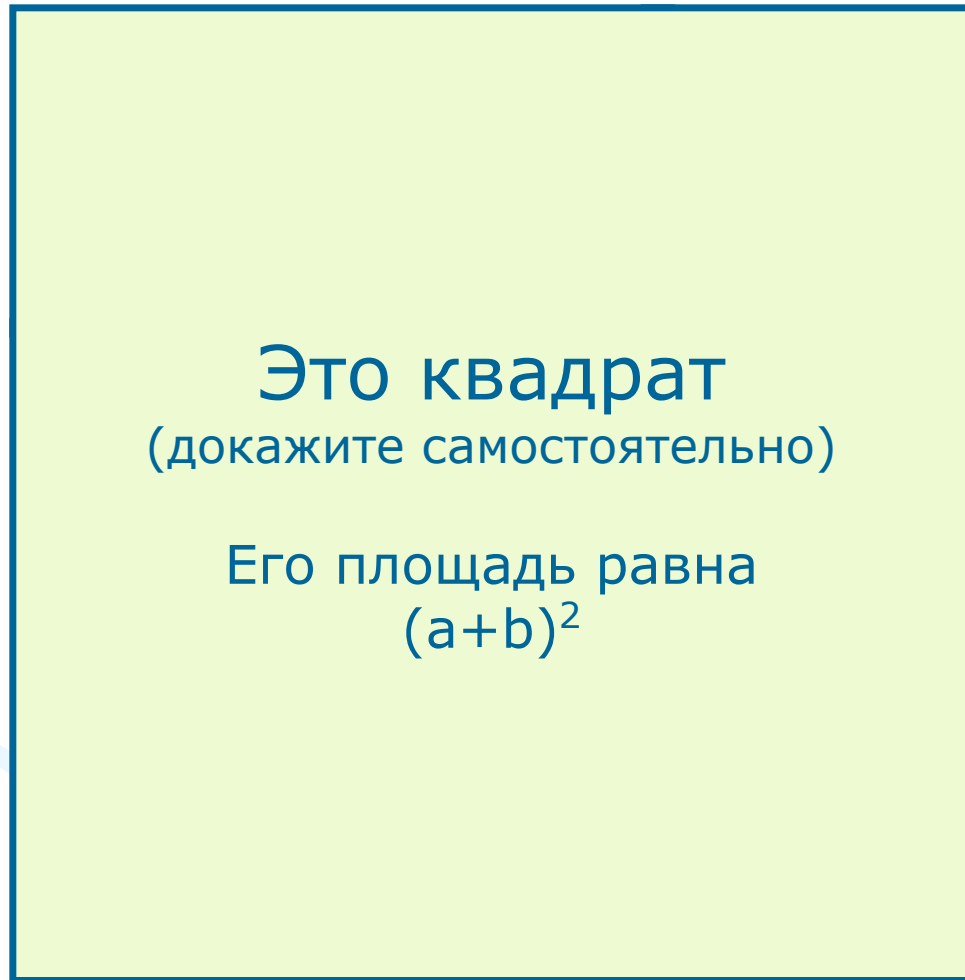 Это квадрат
(докажите самостоятельно)
Его площадь равна
(a+b)²